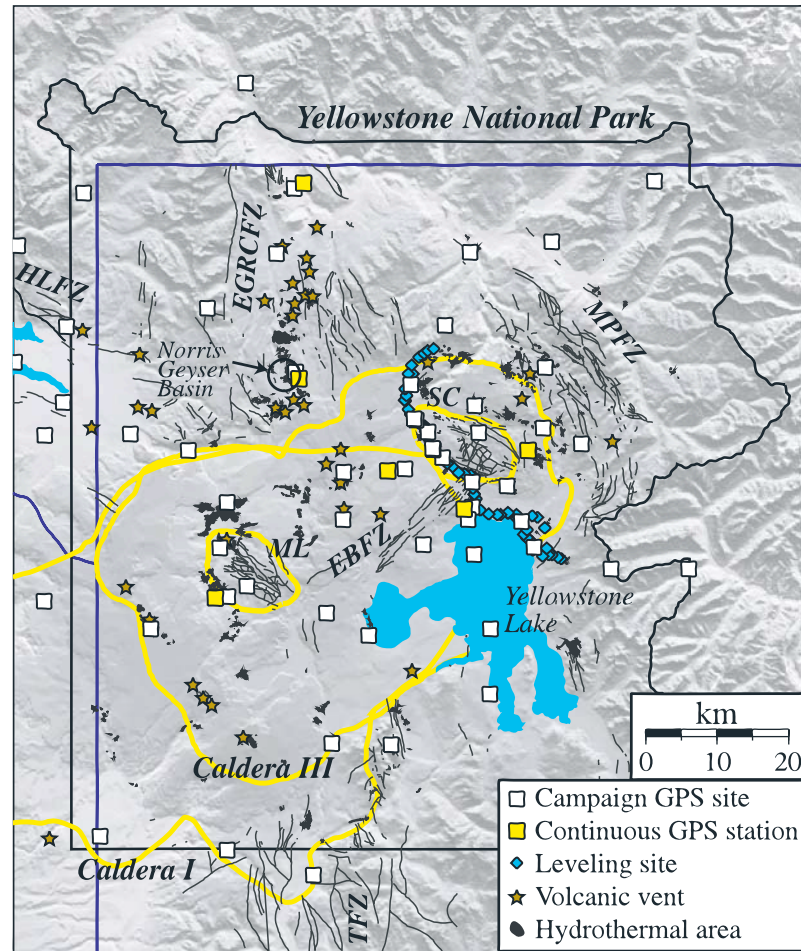 Yellowstone National Park
EGRCFZ
HLFZ
MPFZ
Norris
Geyser
Basin
SC
ML
EBFZ
Yellowstone
Lake
km
0 10 20
Caldera III
Caldera I
TFZ
Campaign GPS site
Continuous GPS station
Leveling site
Volcanic vent
Hydrothermal area